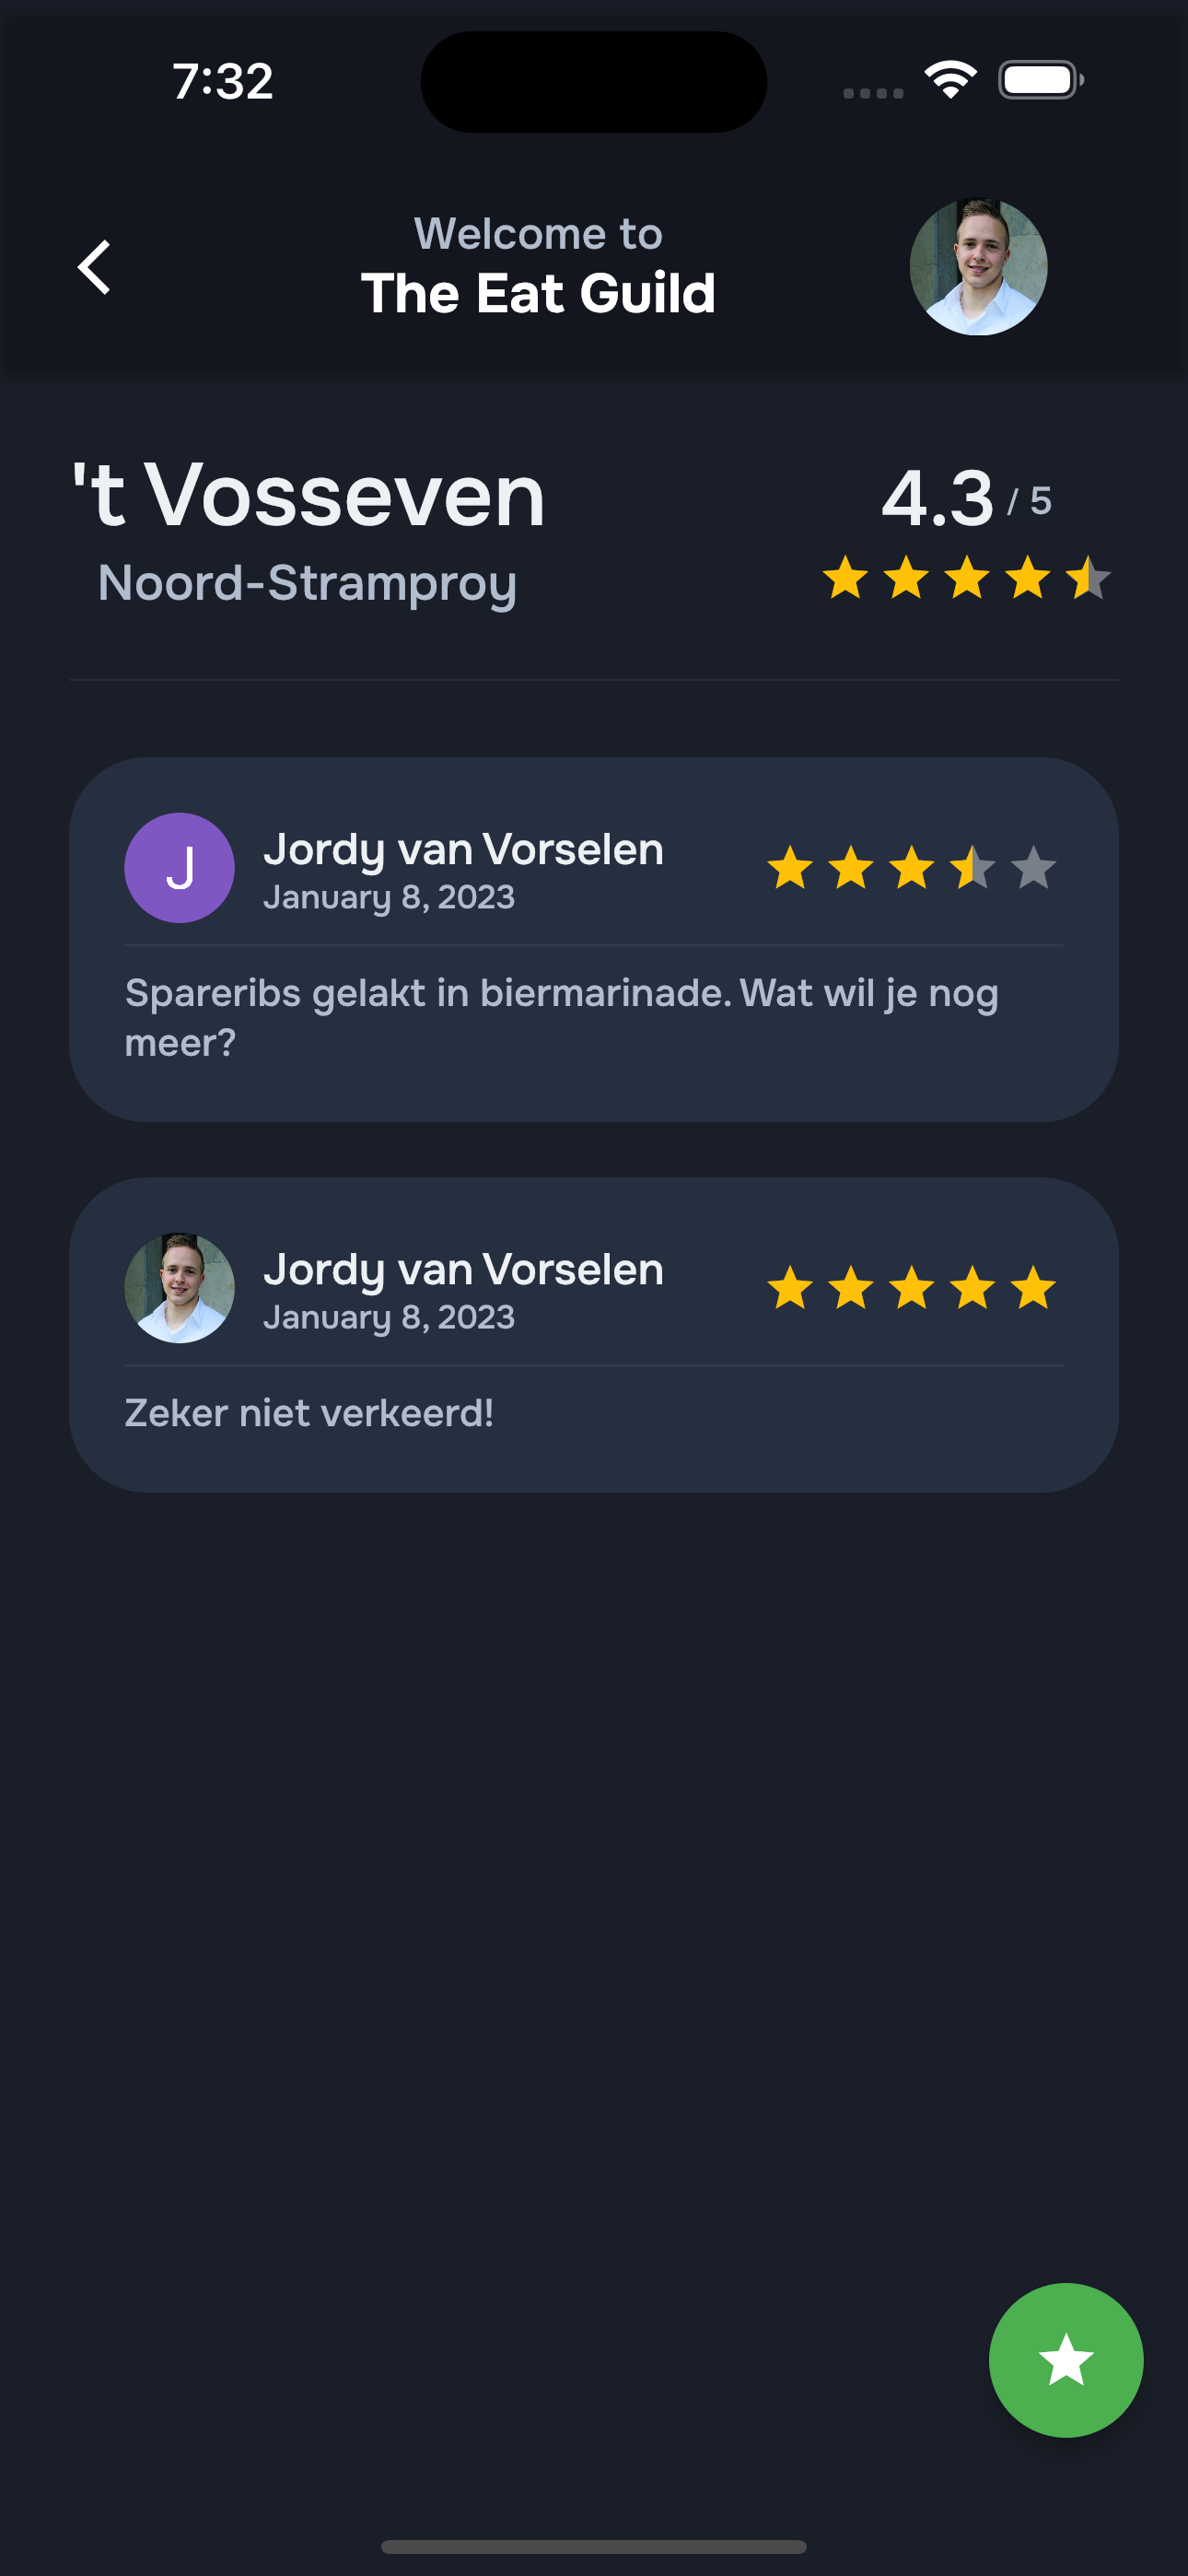 7:32
Welcome to
The Eat Guild
't Vosseven
4.3 / 5
Noord-Stramproy
J
Jordy van Vorselen
January 8, 2023
Spareribs gelakt in biermarinade. Wat wil je nog
meer?
Jordy van Vorselen
January 8, 2023
Zeker niet verkeerd!